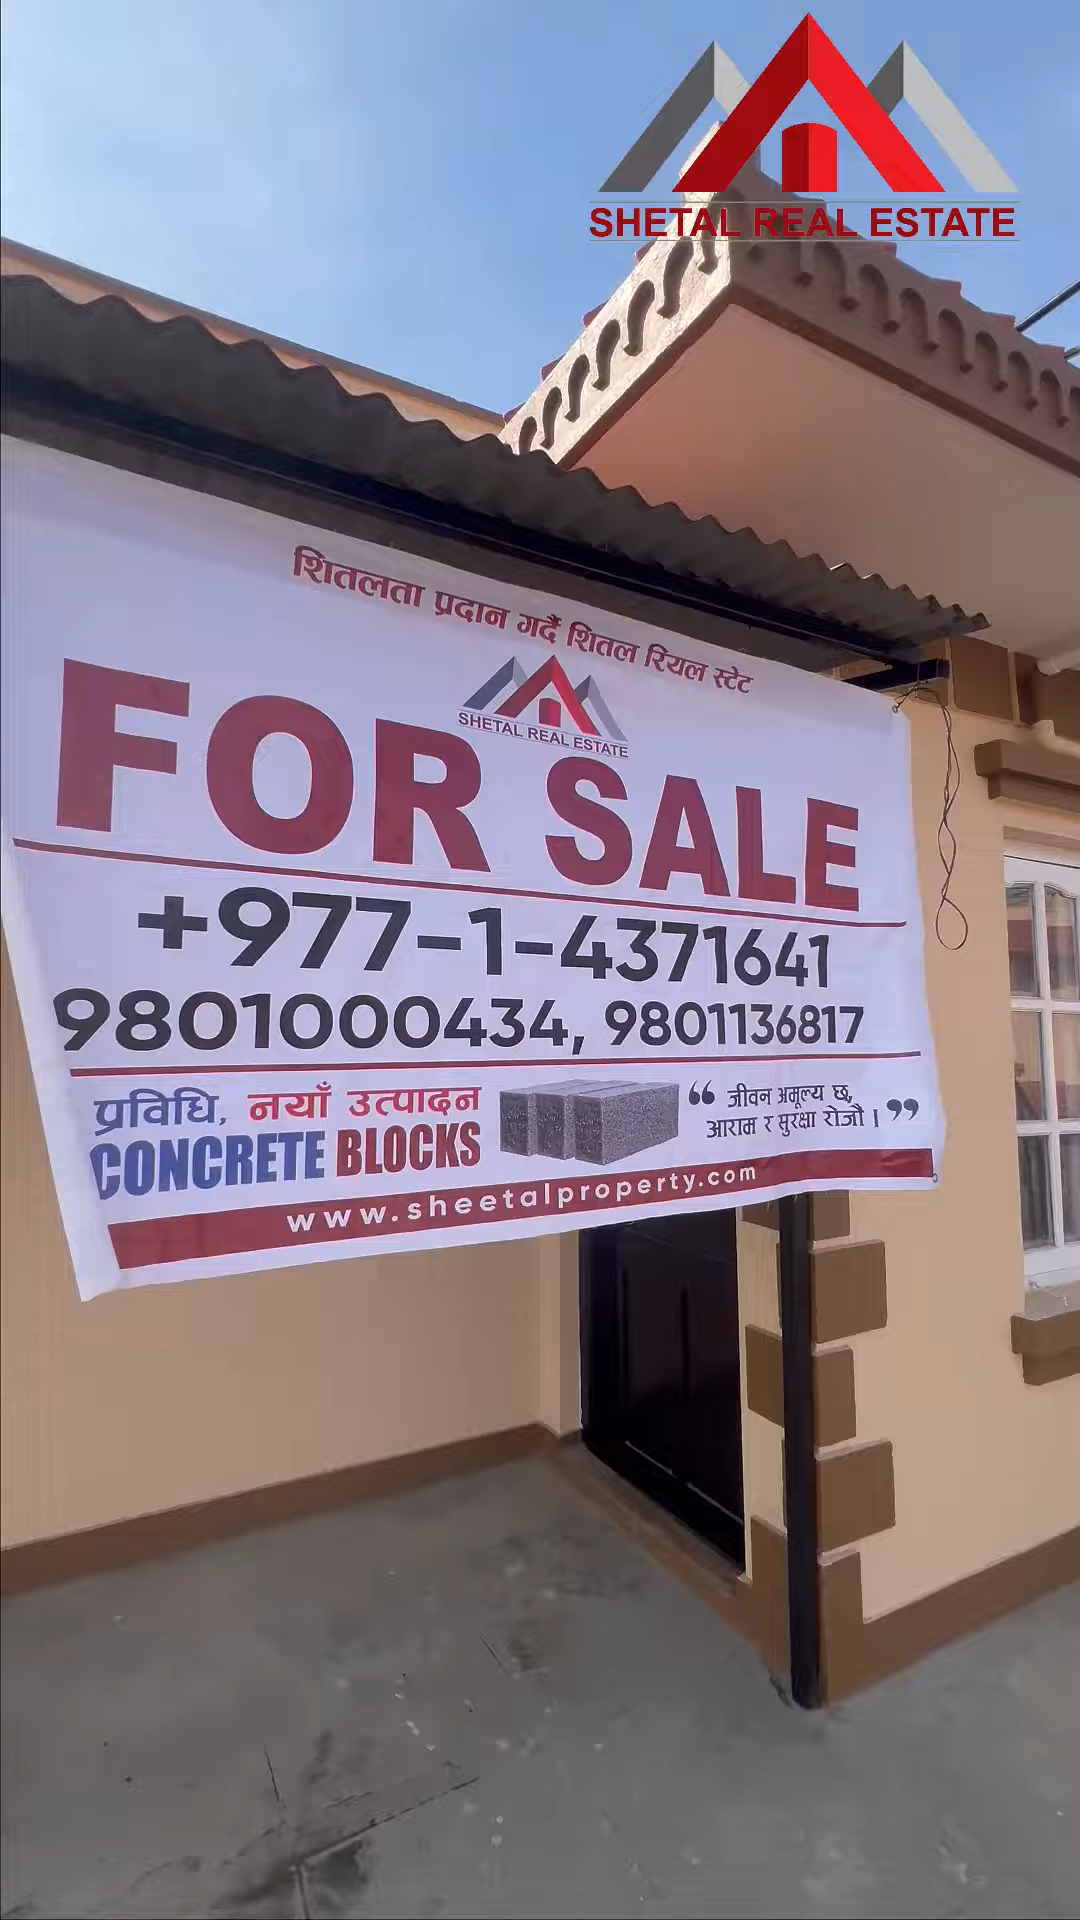 SHETAL REAL ESTATE
शितलता प्रदान गर्दै शितल रियल स्टेट
SHETAL REAL ESTATE
FOR SALE
+977-1-4371641
9801000434, 9801136817
प्रविधि, नयाँ उत्पादन
CONCRETE BLOCKS
“ जीवन अमूल्य छ,
आराम र सुरक्षा रोजौ । ”
www.sheetalproperty.com